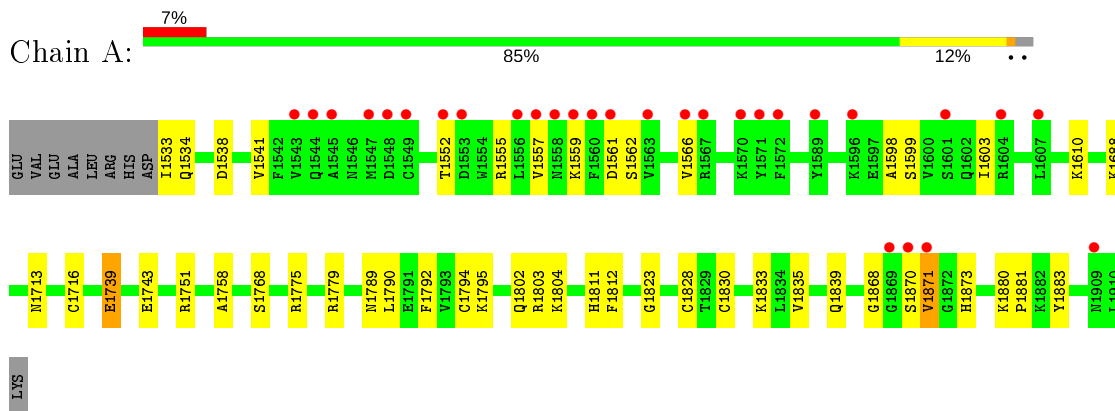 7%
Chain A:
85% 12% • •
GLU VAL GLU ALA LEU ARG HIS ASP I1533 Q1534 D1538 V1541 F1542 V1543 Q1544 A1545 N1546 M1547 D1548 C1549 T1552 D1553 W1554 R1555 L1556 V1557 N1558 K1559 F1560 D1561 S1562 V1563 V1566 R1567 K1570 Y1571 F1572 Y1589 K1596 E1597 A1598 S1599 V1600 S1601 Q1602 I1603 R1604 L1607 K1610
N1713 C1716 E1739 E1743 R1751 A1758 S1768 R1775 R1779 N1789 L1790 E1791 F1792 V1793 C1794 K1795 Q1802 R1803 K1804 H1811 F1812 G1823 C1828 T1829 C1830 K1833 L1834 V1835 Q1839 G1868 G1869 S1870 V1871 G1872 H1873 K1880 P1881 K1882 Y1883 N1909 L1910
LYS